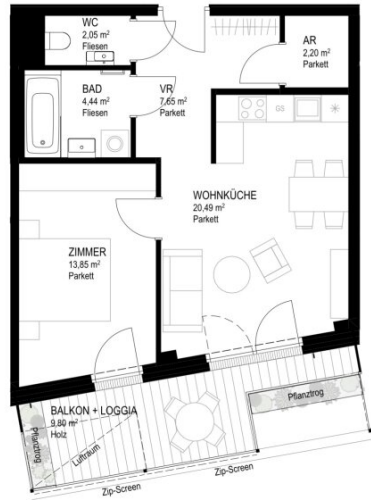 WC
2,05 m²
Fliesen
AR
2,20 m²
Parkett
BAD
4,44 m²
Fliesen
VR
7,65 m²
Parkett
GS
WOHNKÜCHE
20,49 m²
Parkett
ZIMMER
13,85 m²
Parkett
BALKON + LOGGIA
9,80 m²
Holz
Pflanztrog
Pflanztrog
Luftraum
Zip-Screen
Zip-Screen